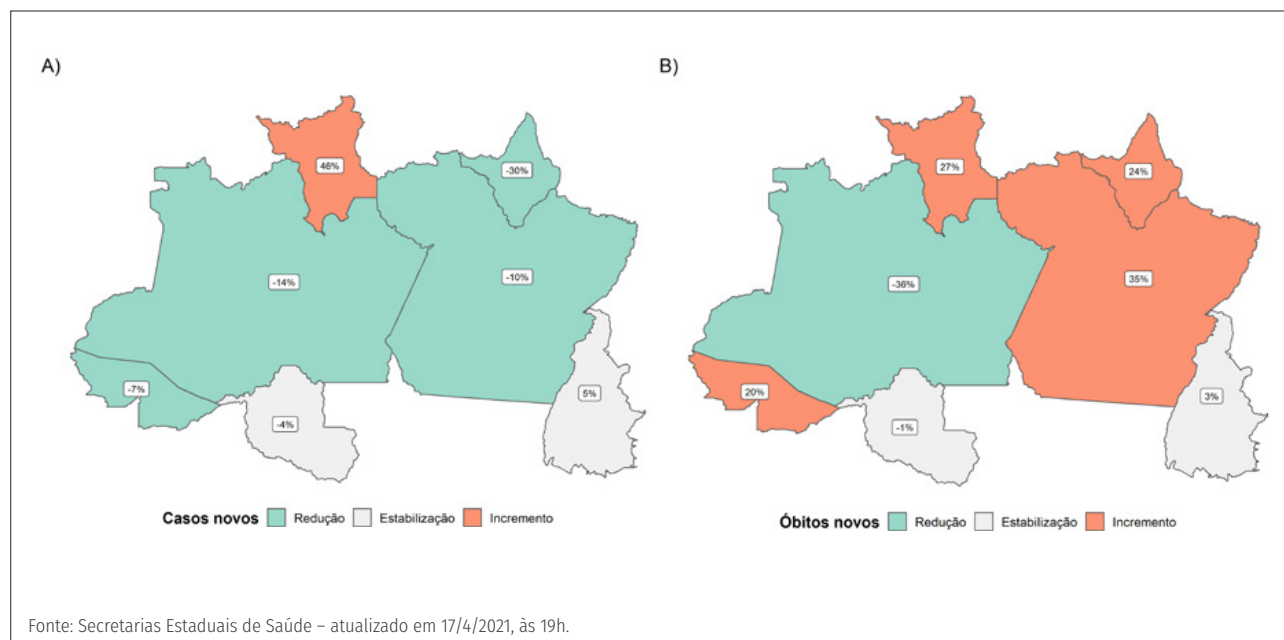 A)
46%
-30%
-14%
-10%
-7%
-4%
5%
Casos novos Redução Estabilização Incremento
B)
27%
24%
-36%
35%
20%
-1%
3%
Óbitos novos Redução Estabilização Incremento
Fonte: Secretarias Estaduais de Saúde – atualizado em 17/4/2021, às 19h.